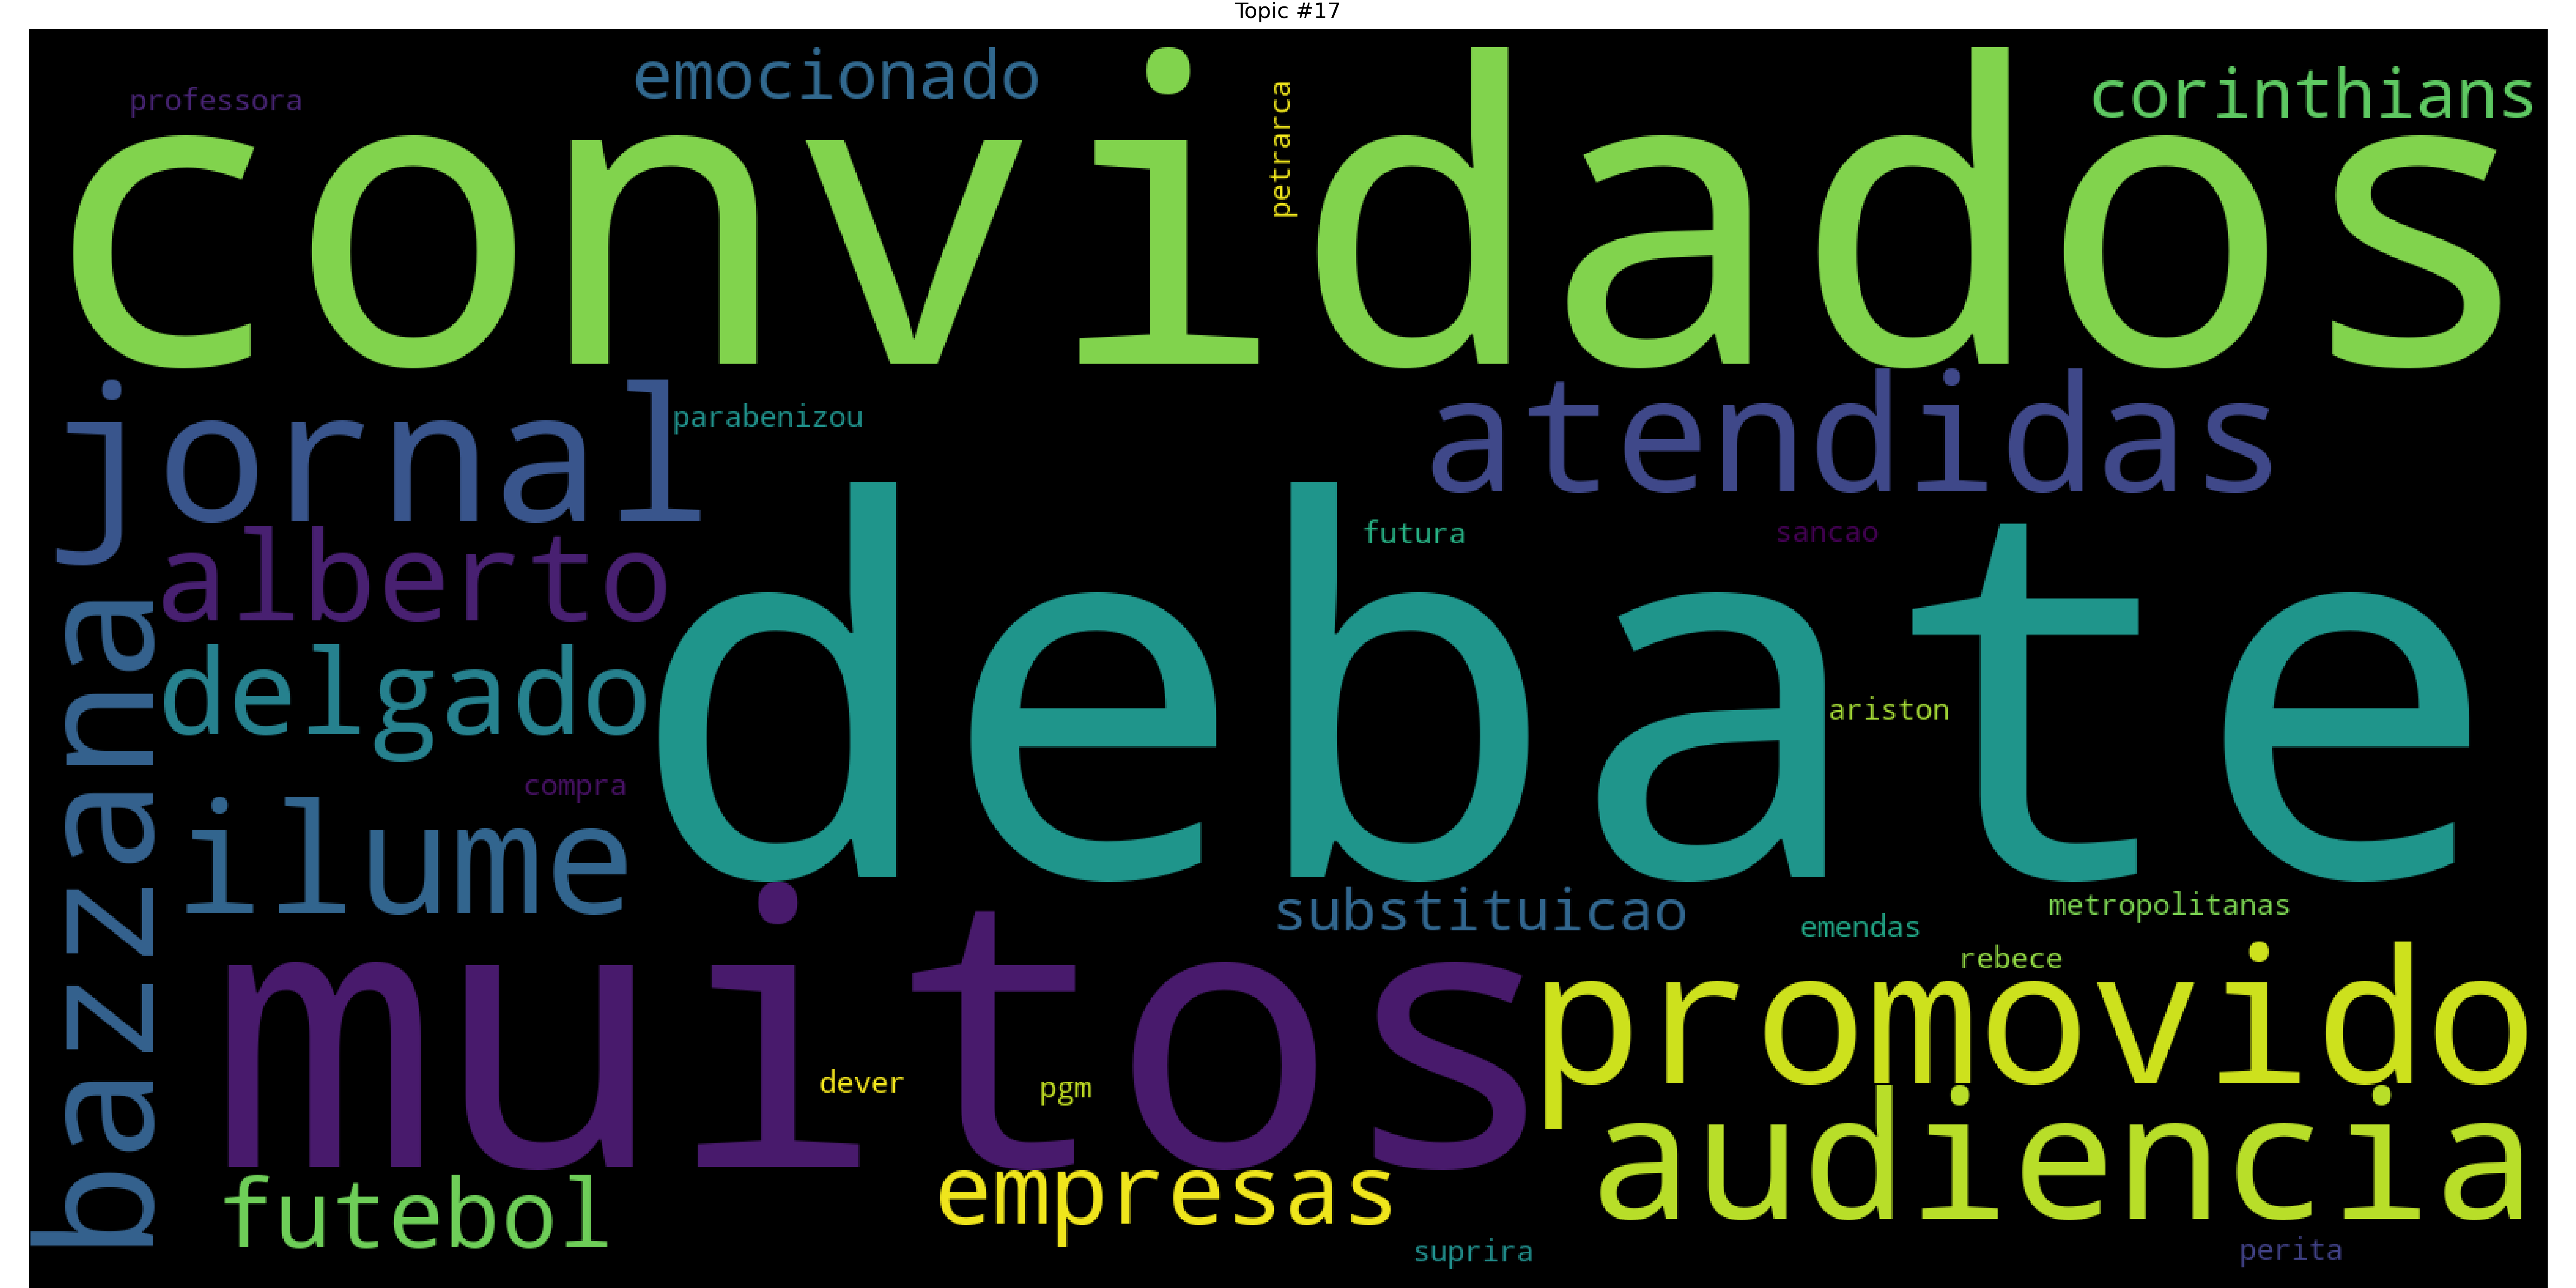 Topic #17
professora
emocionado
petrarca
corinthians
convidados
jornal
parabenizou
atendidas
alberto
futura
sancao
debate
delgado
ariston
compra
bazzana
ilume
muitos
substituicao
emendas
metropolitanas
rebece
promovido
dever
pgm
audiencia
futebol
empresas
suprira
perita